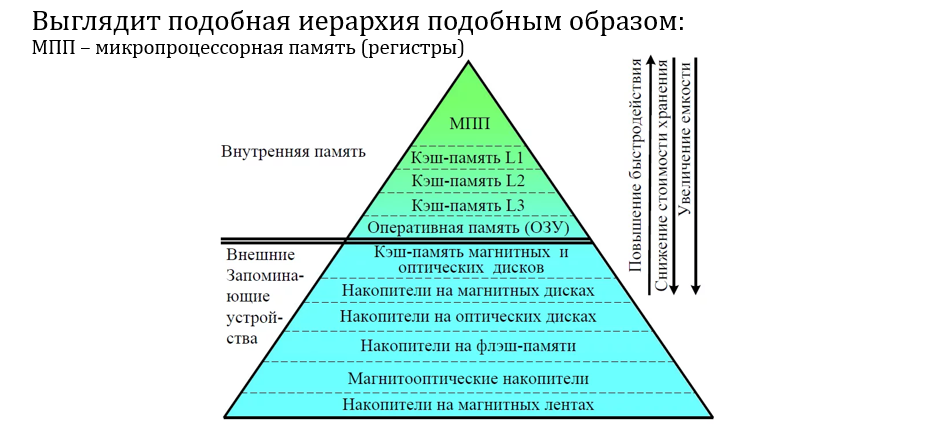 Выглядит подобная иерархия подобным образом:
МПП – микропроцессорная память (регистры)
МПП
Внутренняя память
Кэш-память L1
Кэш-память L2
Кэш-память L3
Оперативная память (ОЗУ)
Внешние
Запомина-
ющие
устрой-
ства
Кэш-память магнитных и
оптических дисков
Накопители на магнитных дисках
Накопители на оптических дисках
Накопители на флэш-памяти
Магнитооптические накопители
Накопители на магнитных лентах
Повышение быстродействия
Снижение стоимости хранения
Увеличение емкости